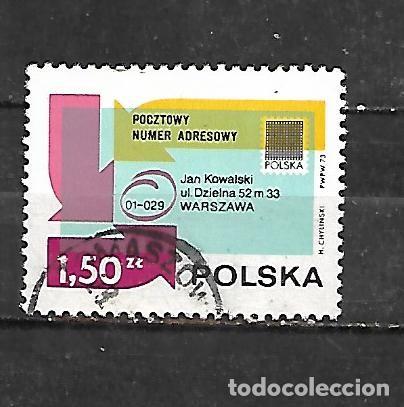 POCZTOWY
NUMER ADRESOWY
POLSKA
Jan Kowalski
ul. Dzielna 52 m 33
01-029
WARSZAWA
PWPW 73
H. CHYLIŃSKI
1,50 zł
POLSKA
todocoleccion.net